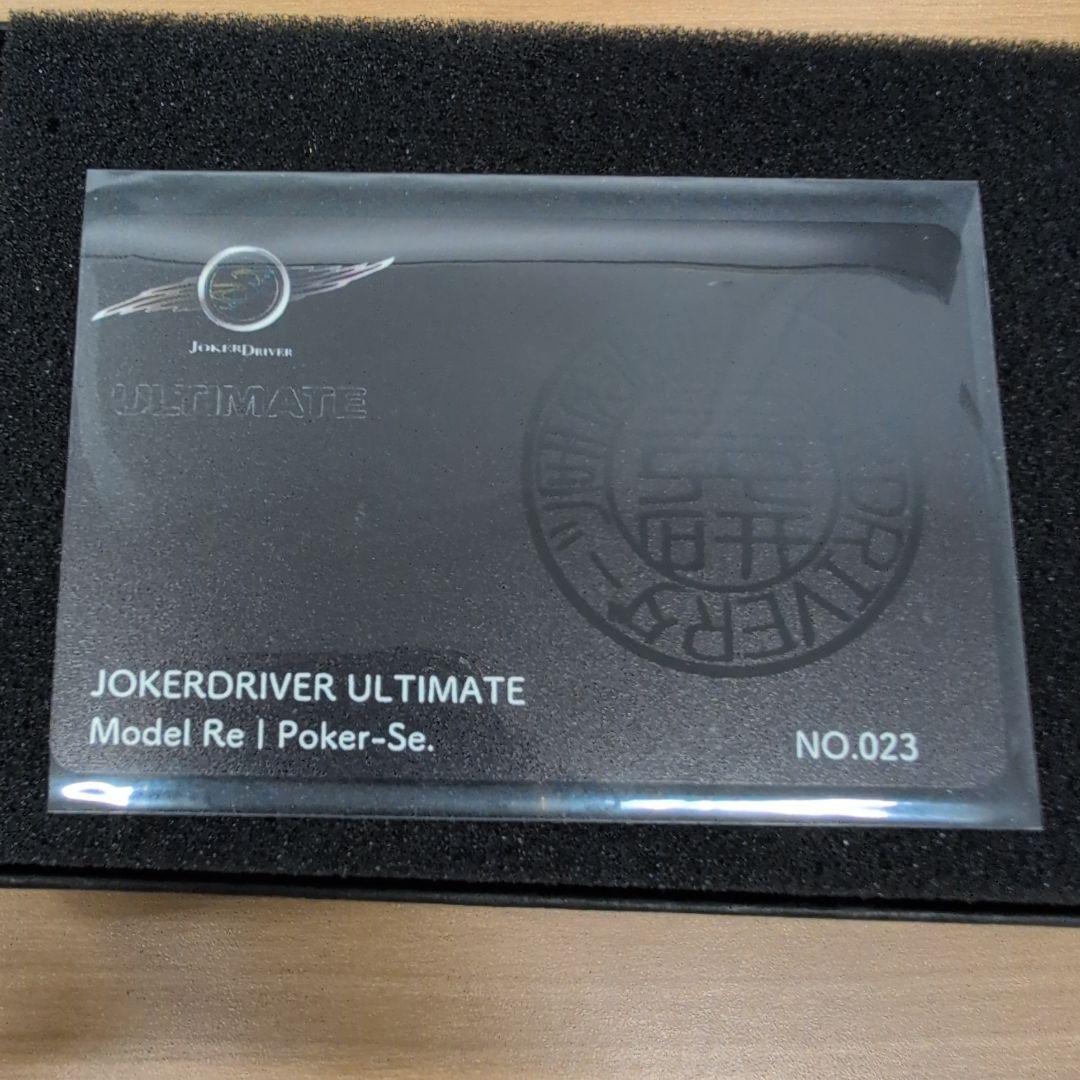 JOKERDRIVER
ULTIMATE
JOKERDRIVER ULTIMATE
Model Re | Poker-Se.
NO.023